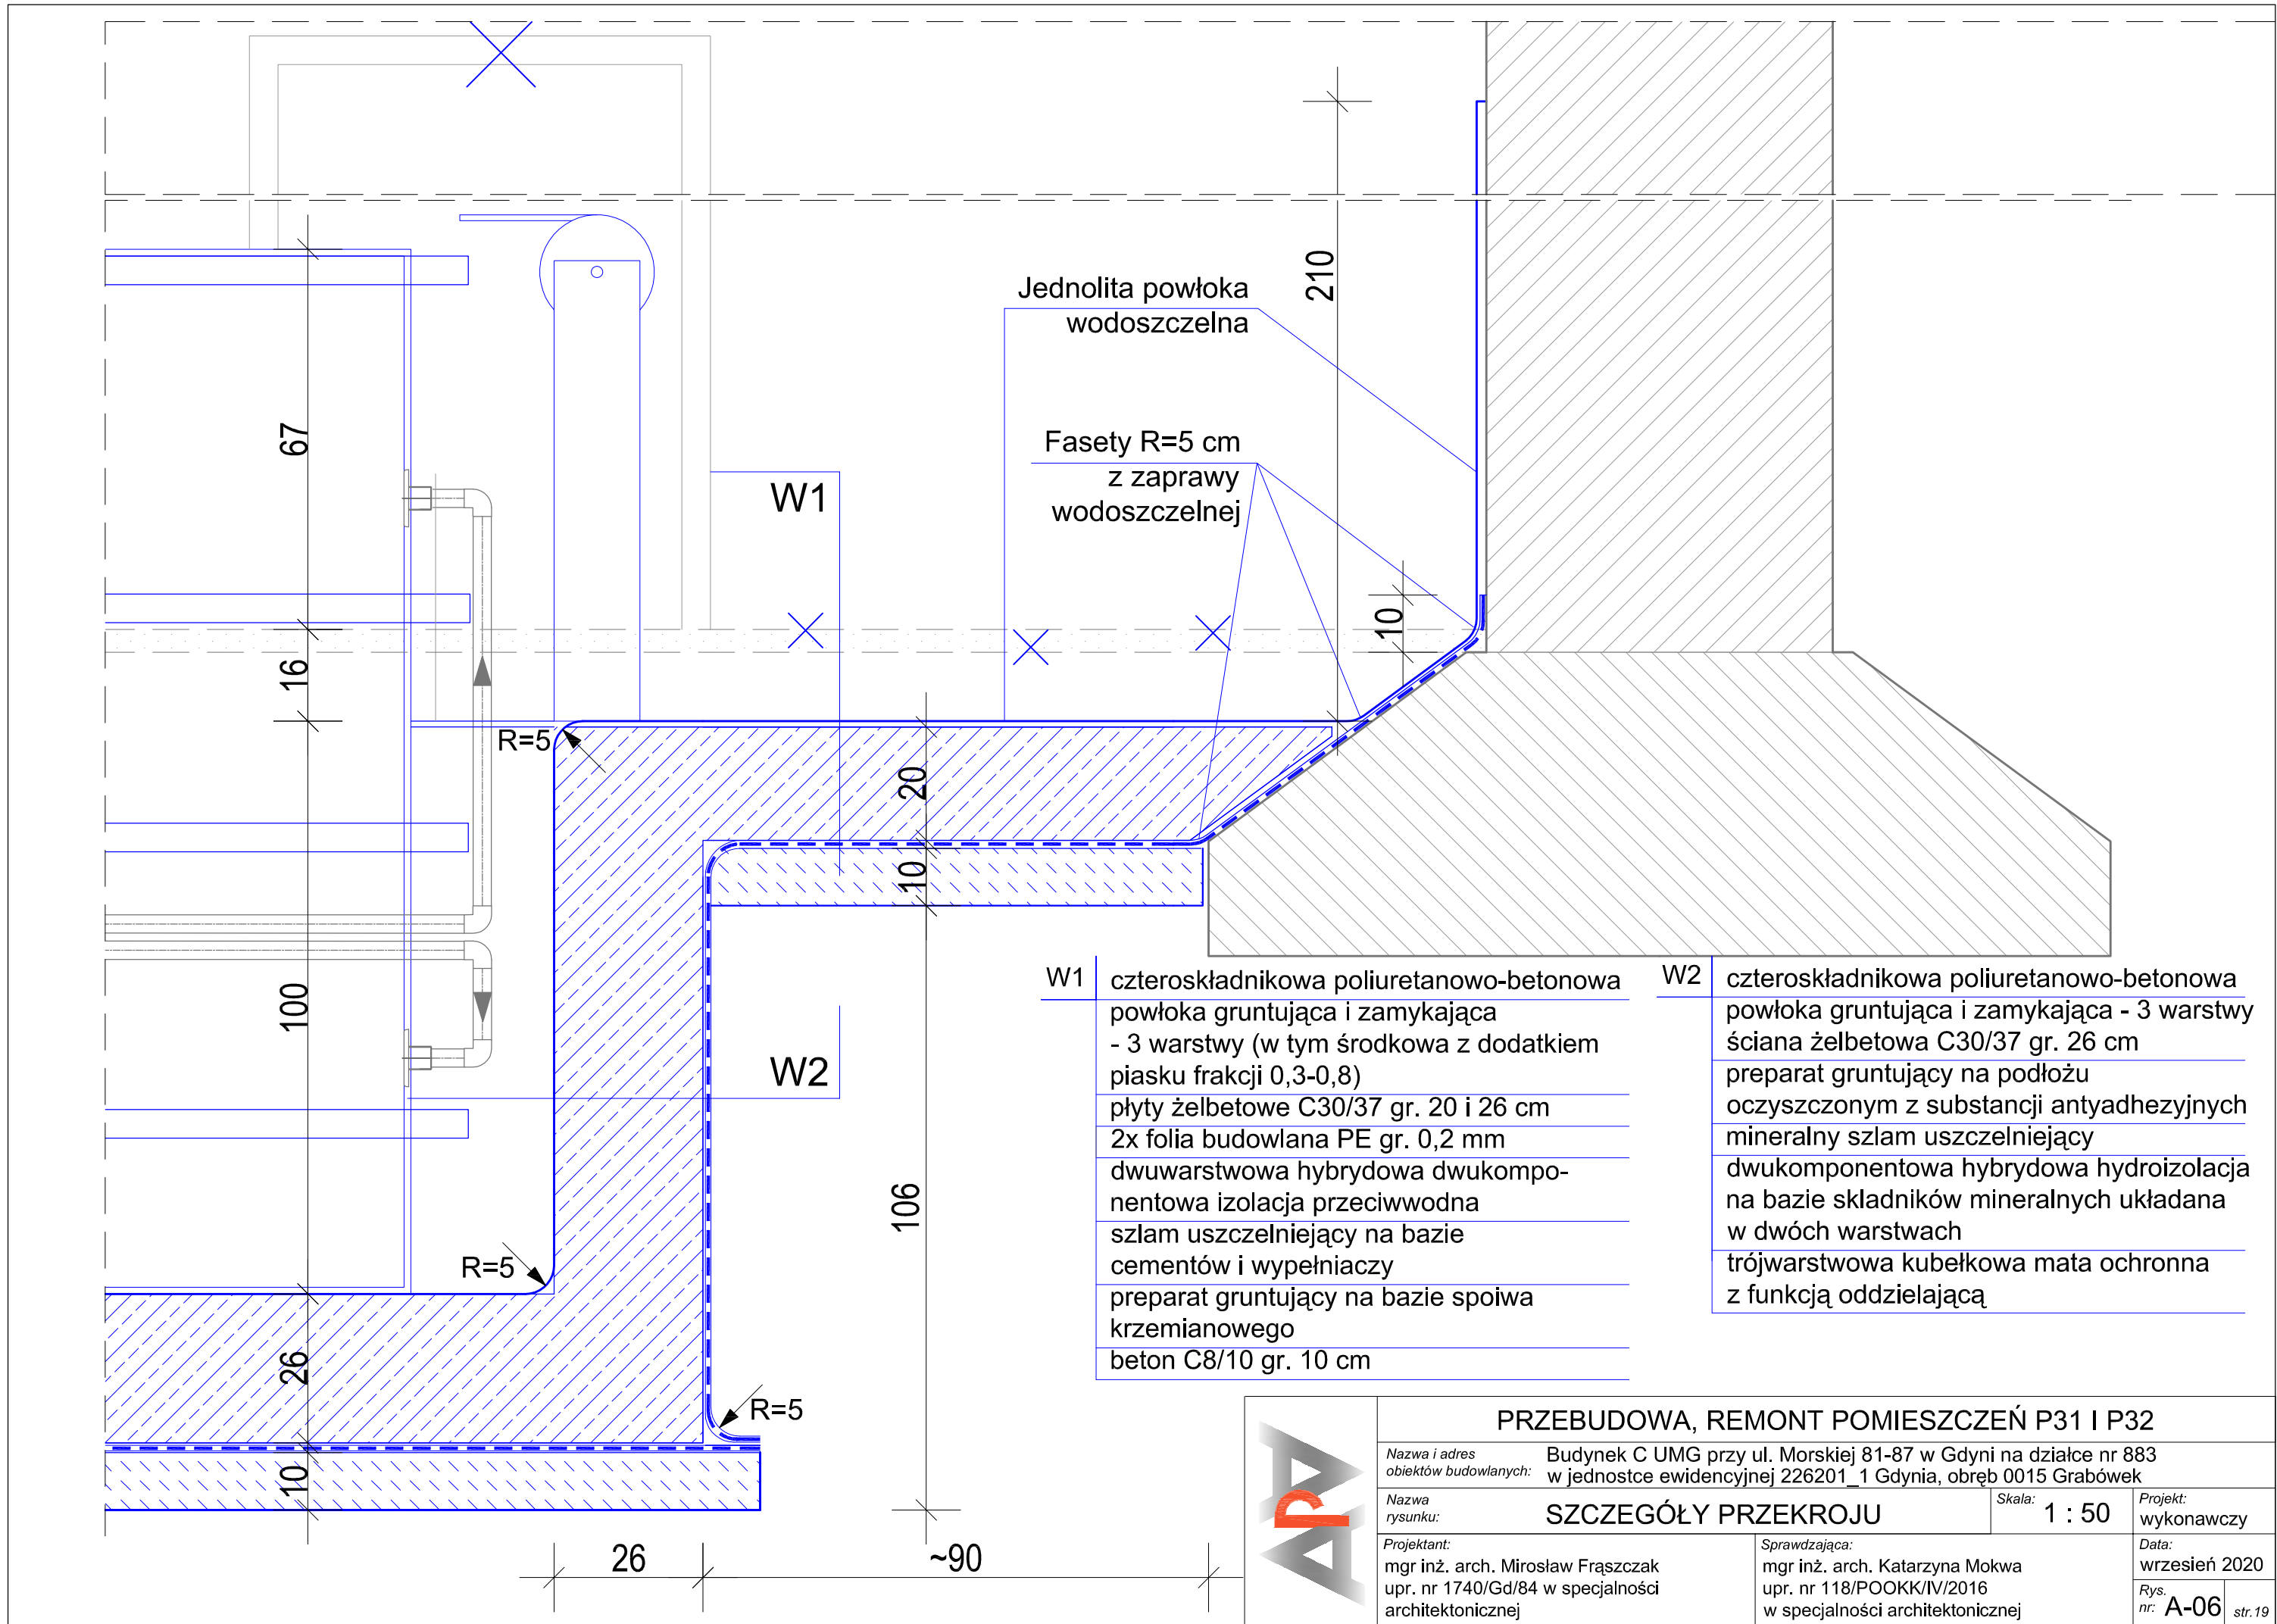 210
Jednolita powłoka
wodoszczelna
67
Fasety R=5 cm
z zaprawy
wodoszczelnej
W1
10
16
R=5
20
10
100
W2
106
R=5
26
R=5
10
26
~90
W1
czteroskładnikowa poliuretanowo-betonowa
powłoka gruntująca i zamykająca
- 3 warstwy (w tym środkowa z dodatkiem
piasku frakcji 0,3-0,8)
płyty żelbetowe C30/37 gr. 20 i 26 cm
2x folia budowlana PE gr. 0,2 mm
dwuwarstwowa hybrydowa dwukompo-
nentowa izolacja przeciwwodna
szlam uszczelniejący na bazie
cementów i wypełniaczy
preparat gruntujący na bazie spoiwa
krzemianowego
beton C8/10 gr. 10 cm
W2
czteroskładnikowa poliuretanowo-betonowa
powłoka gruntująca i zamykająca - 3 warstwy
ściana żelbetowa C30/37 gr. 26 cm
preparat gruntujący na podłożu
oczyszczonym z substancji antyadhezyjnych
mineralny szlam uszczelniejący
dwukomponentowa hybrydowa hydroizolacja
na bazie skladników mineralnych układana
w dwóch warstwach
trójwarstwowa kubełkowa mata ochronna
z funkcją oddzielającą
APA
PRZEBUDOWA, REMONT POMIESZCZEŃ P31 I P32
Nazwa i adres
obiektów budowlanych:
Budynek C UMG przy ul. Morskiej 81-87 w Gdyni na działce nr 883
w jednostce ewidencyjnej 226201_1 Gdynia, obręb 0015 Grabówek
Nazwa
rysunku:
SZCZEGÓŁY PRZEKROJU
Skala: 1 : 50
Projekt:
wykonawczy
Projektant:
mgr inż. arch. Mirosław Frąszczak
upr. nr 1740/Gd/84 w specjalności
architektonicznej
Sprawdzająca:
mgr inż. arch. Katarzyna Mokwa
upr. nr 118/POOKK/IV/2016
w specjalności architektonicznej
Data:
wrzesień 2020
Rys.
nr: A-06 str.19